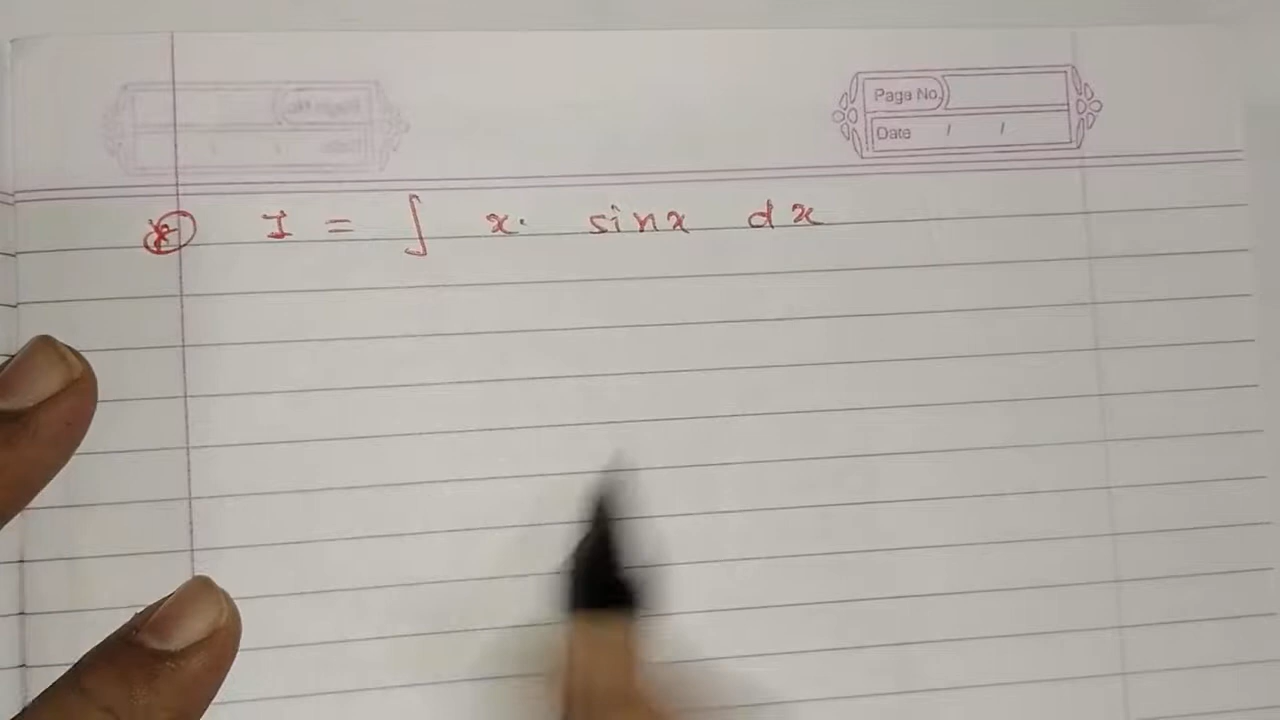 Page No.
Date / /
I = ∫ x. sinx dx